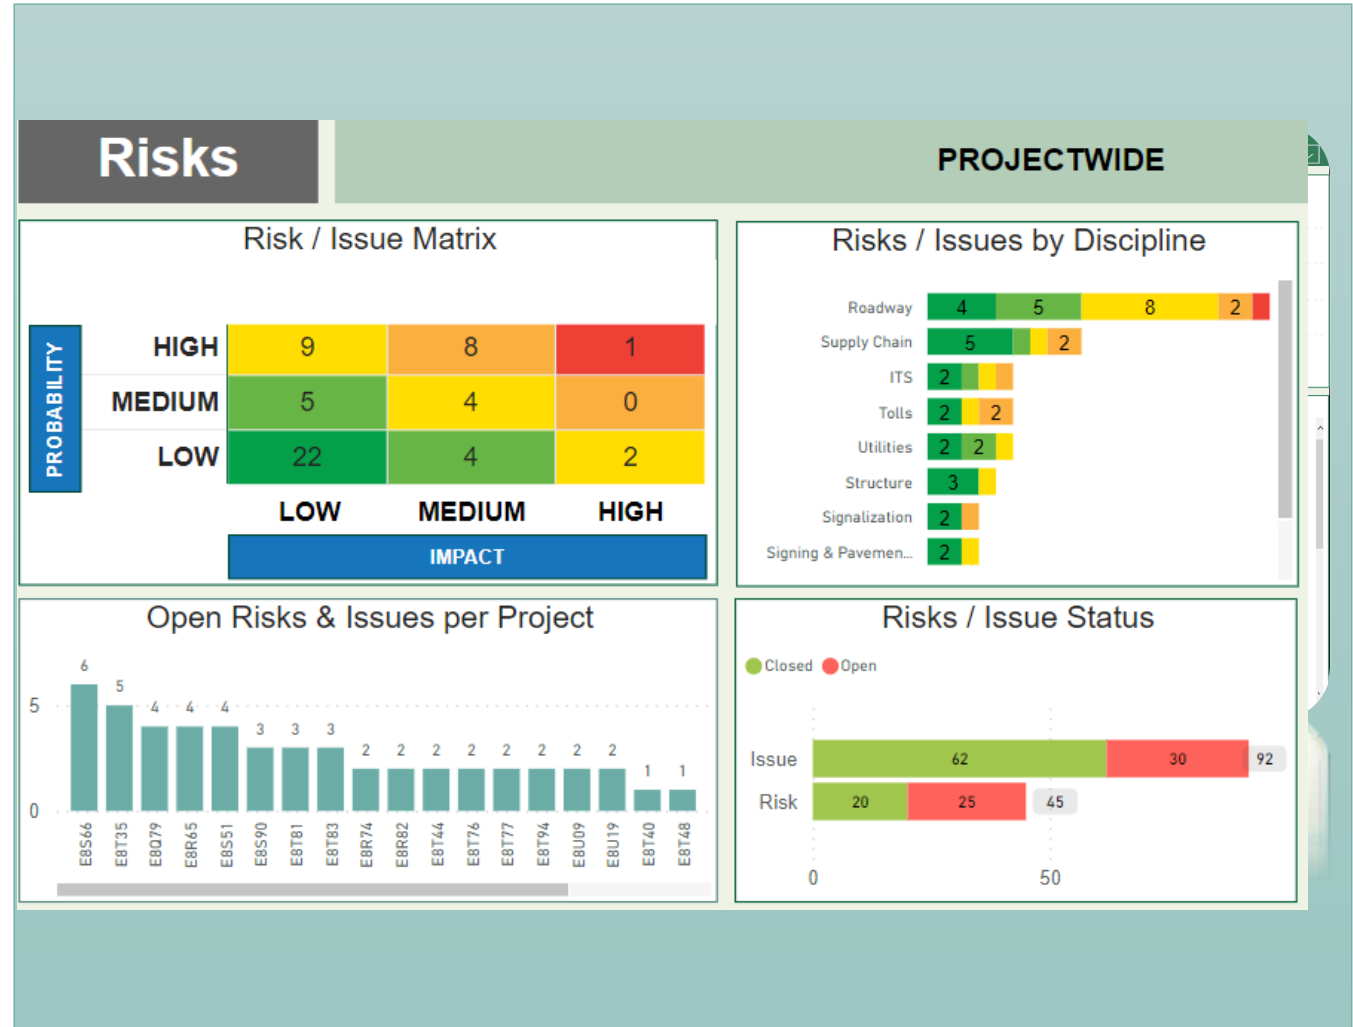 Risks
PROJECTWIDE
Risk / Issue Matrix
PROBABILITY
HIGH 9 8 1
MEDIUM 5 4 0
LOW 22 4 2
LOW MEDIUM HIGH
IMPACT
Risks / Issues by Discipline
Roadway 4 5 8 2
Supply Chain 5 2
ITS 2
Tolls 2 2
Utilities 2 2
Structure 3
Signalization 2
Signing & Pavemen... 2
Open Risks & Issues per Project
5
0
6 5 4 4 4 3 3 3 2 2 2 2 2 2 2 2 1 1
E8S66 E8T35 E8Q79 E8R65 E8S51 E8S90 E8T81 E8T83 E8R74 E8R82 E8T44 E8T76 E8T77 E8T94 E8U09 E8U19 E8T40 E8T48
Risks / Issue Status
Closed Open
Issue 62 30 92
Risk 20 25 45
0 50